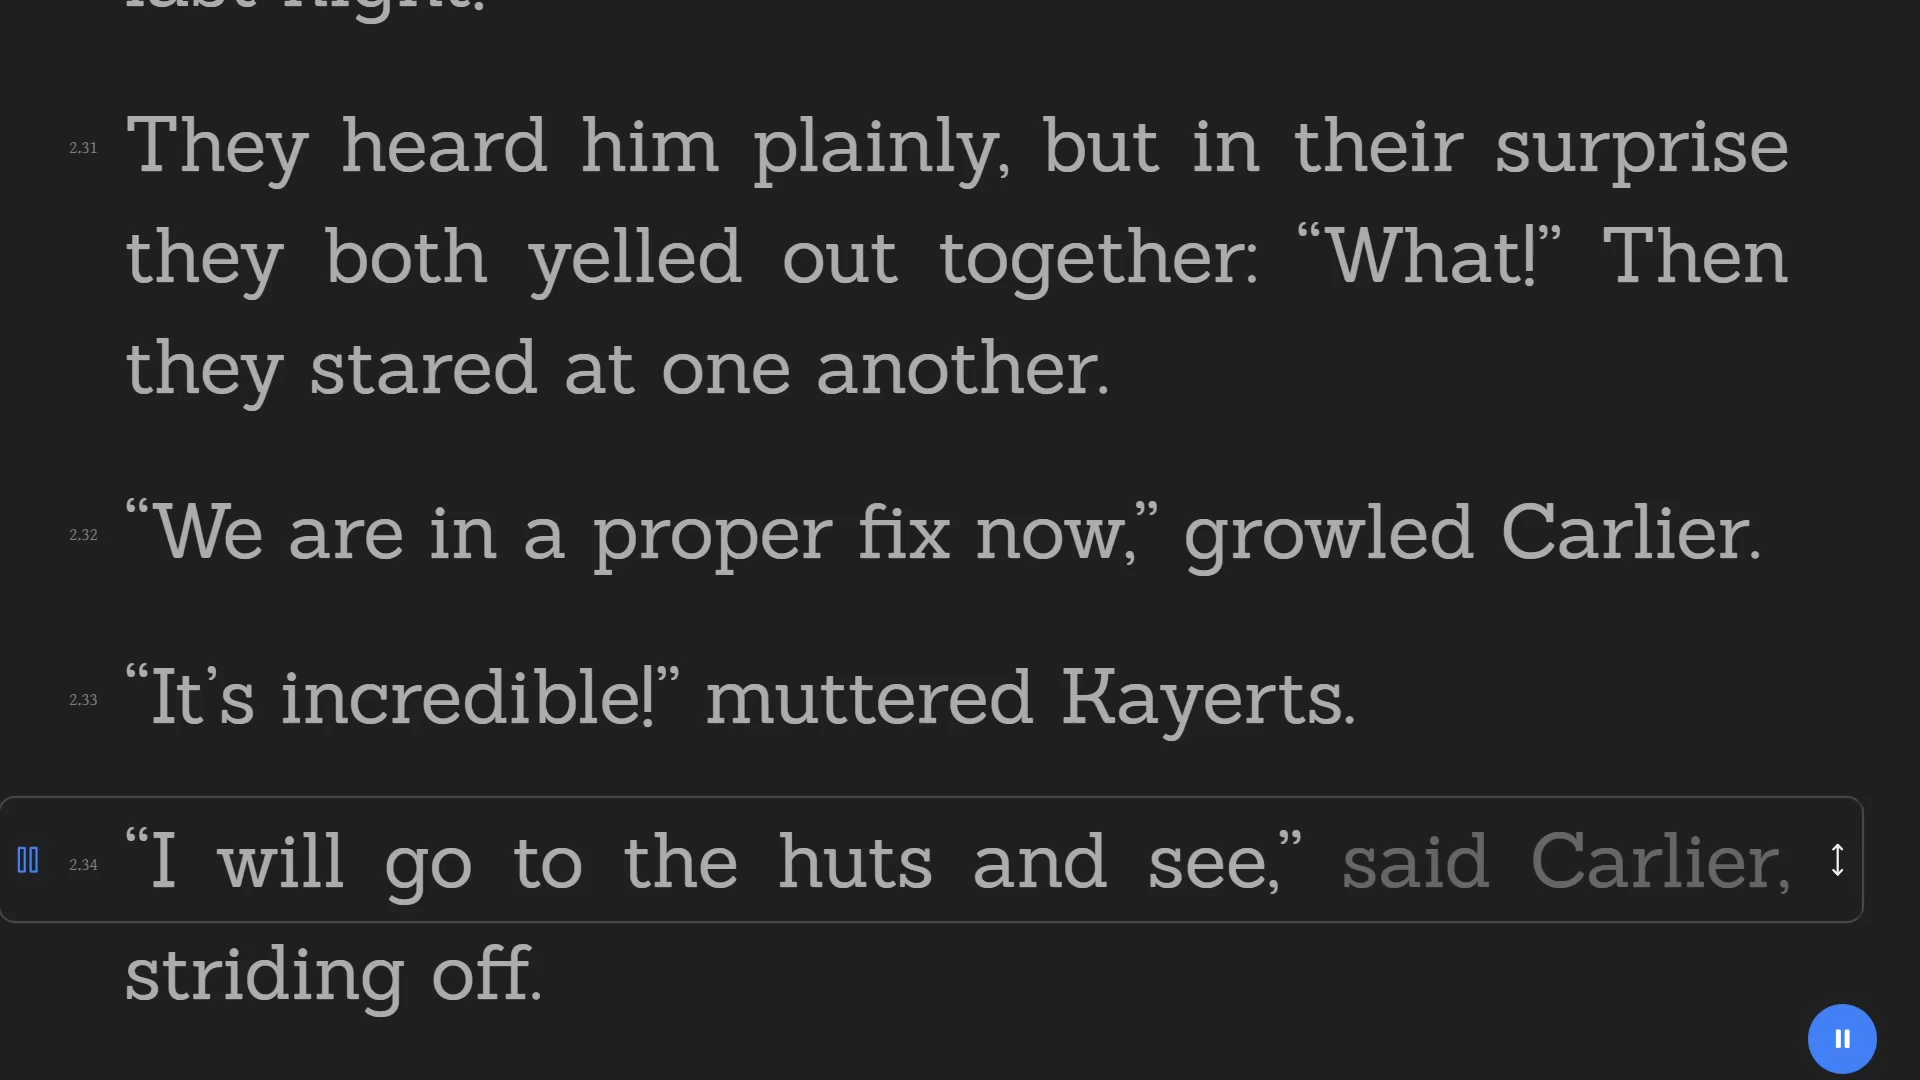 last night.
2.31 They heard him plainly, but in their surprise
they both yelled out together: “What!” Then
they stared at one another.
2.32 “We are in a proper fix now,” growled Carlier.
2.33 “It’s incredible!” muttered Kayerts.
2.34 “I will go to the huts and see,” said Carlier,
striding off.